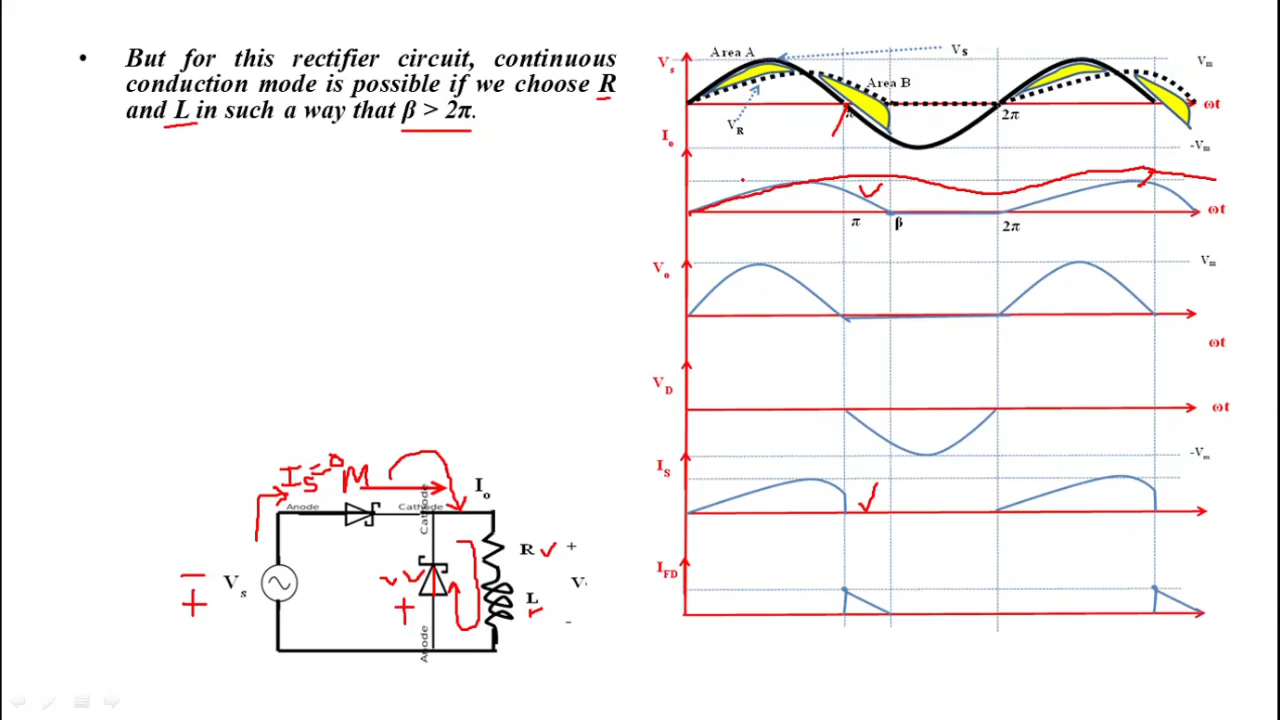 • But for this rectifier circuit, continuous
conduction mode is possible if we choose R
and L in such a way that β > 2π.
Area A
Vs
Vs
Vm
Area B
VR
π
2π
ωt
-Vm
Io
π
β
2π
ωt
Vo
Vm
ωt
VD
ωt
-Vm
IS
IFD
Io
Anode
Cathode
Cathode
R
+
Vs
V
L
-
Anode